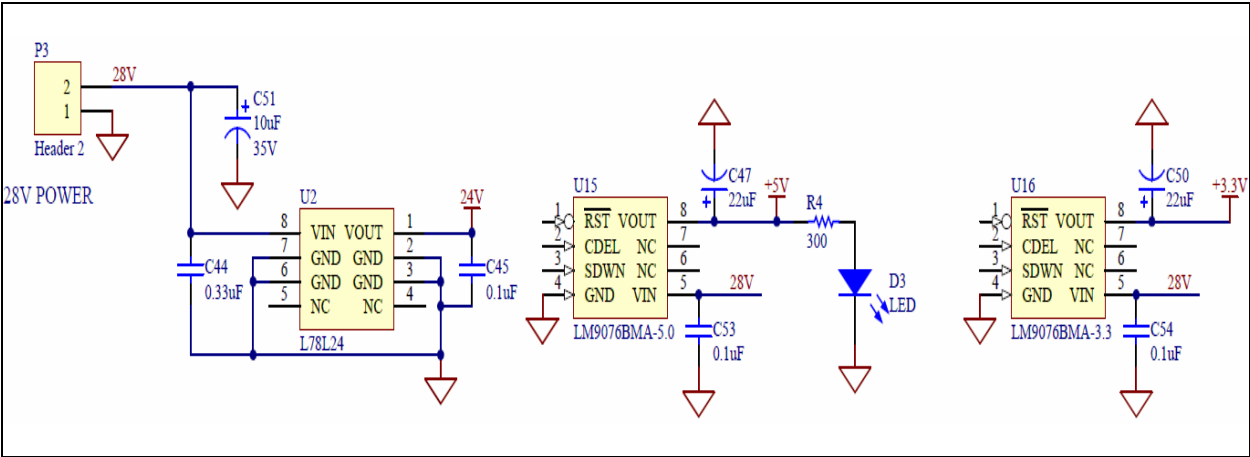 P3
2
1
Header 2
28V
28V POWER
C51
10uF
35V
U2
8 VIN VOUT 1
7 GND GND 2
6 GND GND 3
5 NC NC 4
L78L24
C44
0.33uF
24V
C45
0.1uF
U15
1 RST VOUT 8
2 CDEL NC 7
3 SDWN NC 6
4 GND VIN 5
LM9076BMA-5.0
C47
22uF
+
+5V
R4
300
D3
LED
28V
C53
0.1uF
U16
1 RST VOUT 8
2 CDEL NC 7
3 SDWN NC 6
4 GND VIN 5
LM9076BMA-3.3
C50
22uF
+
+3.3V
28V
C54
0.1uF